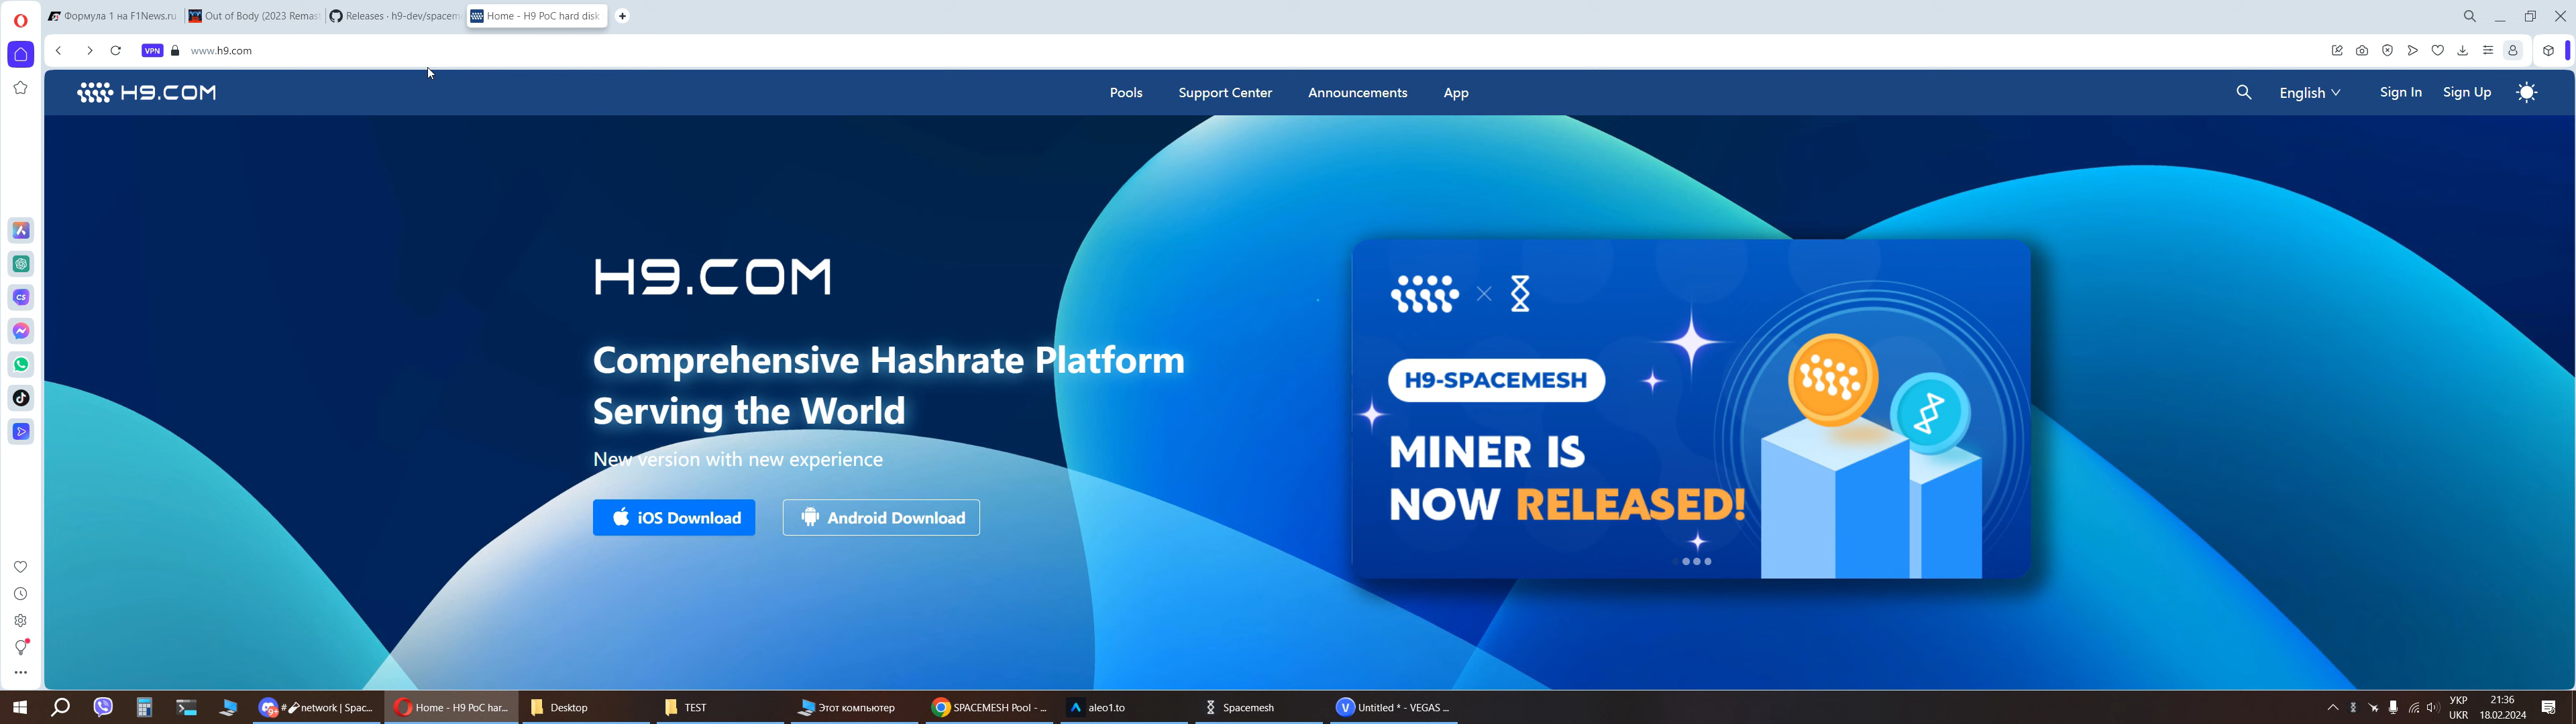 Формула 1 на F1News.ru
Out of Body (2023 Remast
Releases · h9-dev/spacem
Home - H9 PoC hard disk
VPN
www.h9.com
H9.COM
Pools
Support Center
Announcements
App
English
Sign In
Sign Up
H9.COM
Comprehensive Hashrate Platform
Serving the World
New version with new experience
iOS Download
Android Download
H9-SPACEMESH
MINER IS
NOW RELEASED!
CS
9+
#🧨network | Spac...
Home - H9 PoC har...
Desktop
TEST
Этот компьютер
SPACEMESH Pool - ...
aleo1.to
Spacemesh
Untitled * - VEGAS ...
УКР
UKR
21:36
18.02.2024